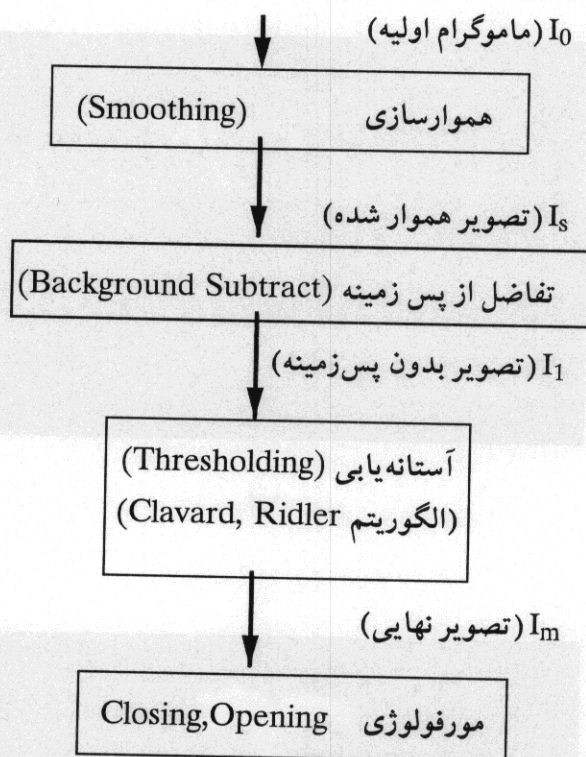 I0 (ماموگرام اولیه)
هموارسازی (Smoothing)
Is (تصویر هموار شده)
تفاضل از پس زمینه (Background Subtract)
I1 (تصویر بدون پس‌زمینه)
آستانه‌یابی (Thresholding)
(الگوریتم Clavard, Ridler)
Im (تصویر نهایی)
مورفولوژی Closing,Opening